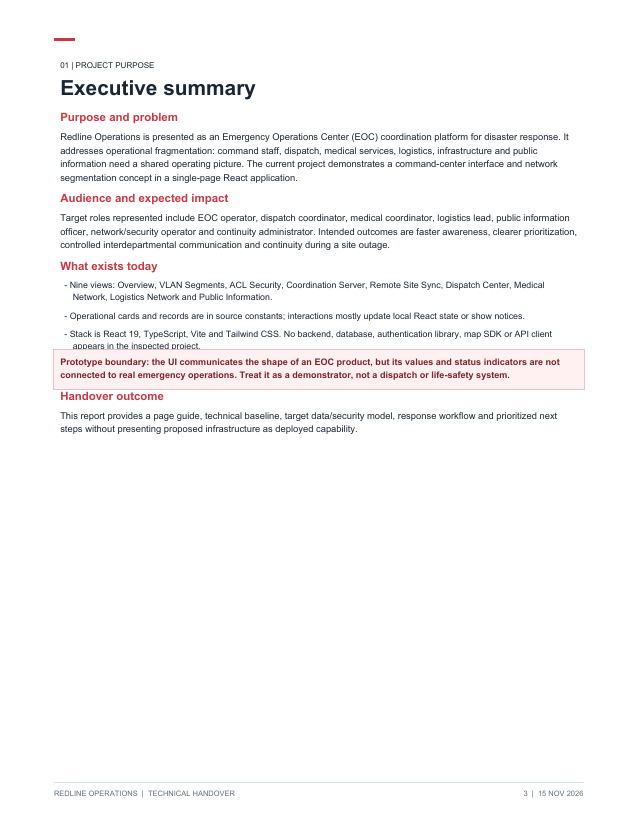 01 | PROJECT PURPOSE
Executive summary
Purpose and problem
Redline Operations is presented as an Emergency Operations Center (EOC) coordination platform for disaster response. It
addresses operational fragmentation: command staff, dispatch, medical services, logistics, infrastructure and public
information need a shared operating picture. The current project demonstrates a command-center interface and network
segmentation concept in a single-page React application.
Audience and expected impact
Target roles represented include EOC operator, dispatch coordinator, medical coordinator, logistics lead, public information
officer, network/security operator and continuity administrator. Intended outcomes are faster awareness, clearer prioritization,
controlled interdepartmental communication and continuity during a site outage.
What exists today
- Nine views: Overview, VLAN Segments, ACL Security, Coordination Server, Remote Site Sync, Dispatch Center, Medical
Network, Logistics Network and Public Information.
- Operational cards and records are in source constants; interactions mostly update local React state or show notices.
- Stack is React 19, TypeScript, Vite and Tailwind CSS. No backend, database, authentication library, map SDK or API client
appears in the inspected project.
Prototype boundary: the UI communicates the shape of an EOC product, but its values and status indicators are not
connected to real emergency operations. Treat it as a demonstrator, not a dispatch or life-safety system.
Handover outcome
This report provides a page guide, technical baseline, target data/security model, response workflow and prioritized next
steps without presenting proposed infrastructure as deployed capability.
REDLINE OPERATIONS | TECHNICAL HANDOVER
3 | 15 NOV 2026